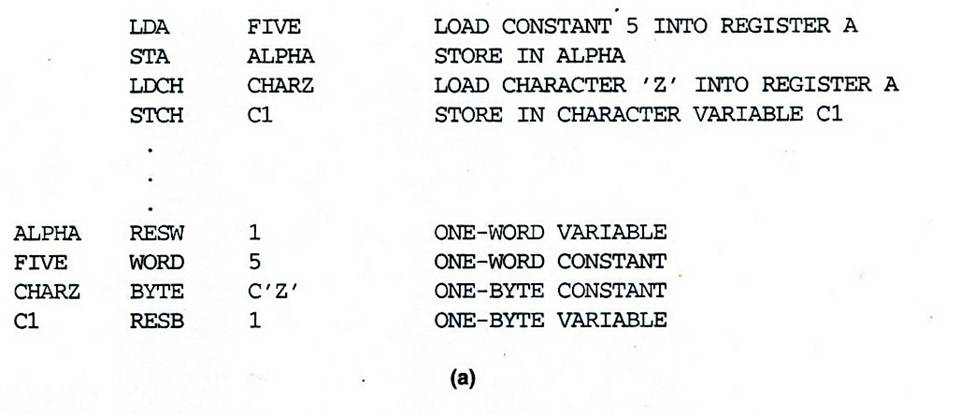 LDA FIVE LOAD CONSTANT 5 INTO REGISTER A
STA ALPHA STORE IN ALPHA
LDCH CHARZ LOAD CHARACTER 'Z' INTO REGISTER A
STCH C1 STORE IN CHARACTER VARIABLE C1
.
.
.
ALPHA RESW 1 ONE-WORD VARIABLE
FIVE WORD 5 ONE-WORD CONSTANT
CHARZ BYTE C'Z' ONE-BYTE CONSTANT
C1 RESB 1 ONE-BYTE VARIABLE
(a)